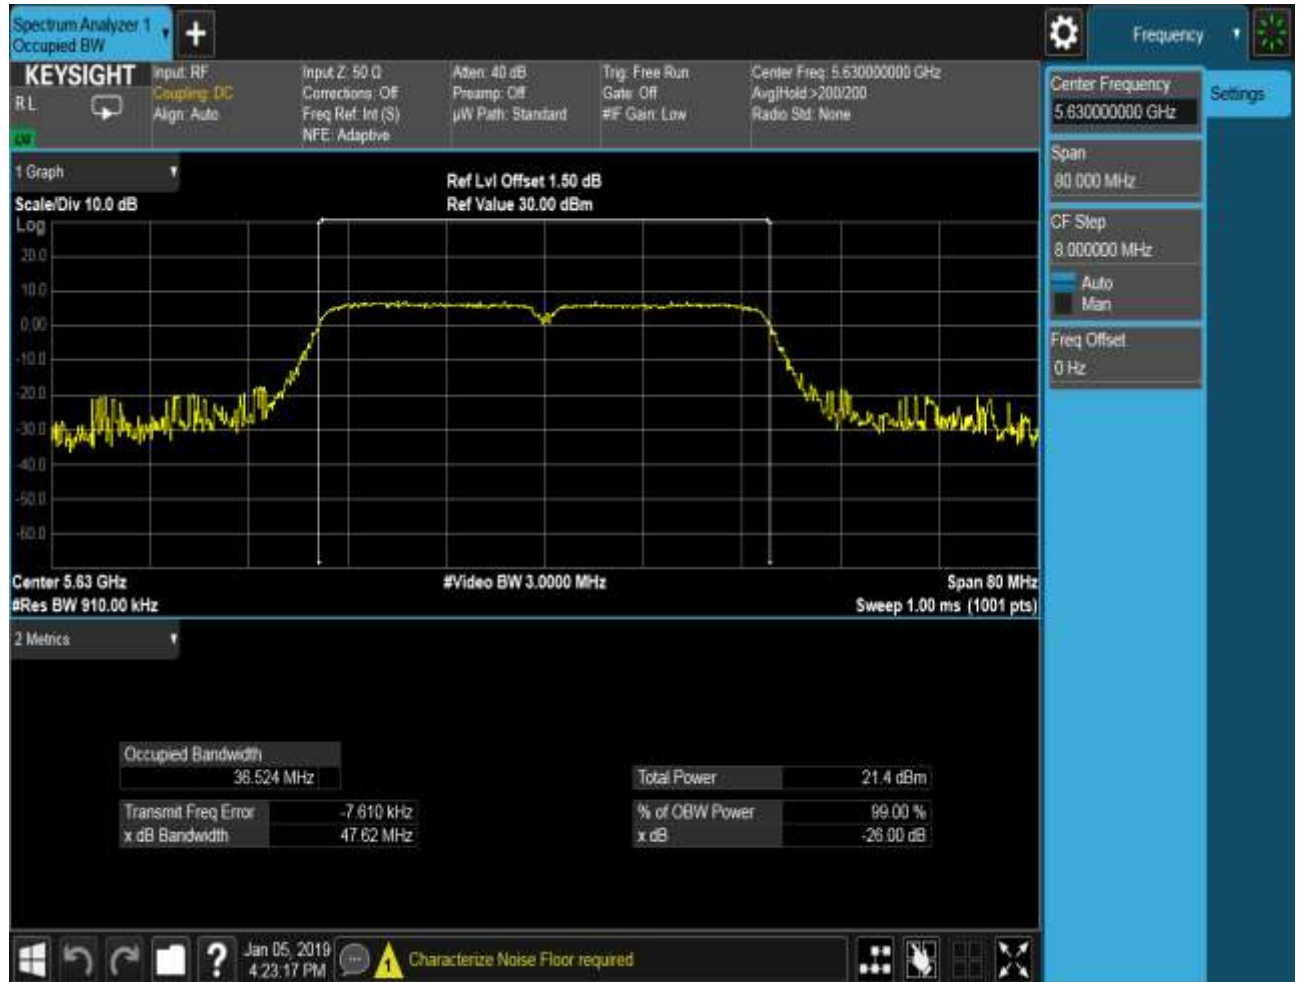 Spectrum Analyzer 1
Occupied BW
+
Frequency
KEYSIGHT
RL
Input: RF
Coupling: DC
Align: Auto
Input Z: 50 Ω
Corrections: Off
Freq Ref: Int (S)
NFE: Adaptive
Atten: 40 dB
Preamp: Off
µW Path: Standard
Trig: Free Run
Gate: Off
#IF Gain: Low
Center Freq: 5.630000000 GHz
Avg|Hold:>200/200
Radio Std: None
Center Frequency
5.630000000 GHz
Settings
Span
80.000 MHz
CF Step
8.000000 MHz
Auto
Man
Freq Offset
0 Hz
1 Graph
Scale/Div 10.0 dB
Ref Lvl Offset 1.50 dB
Ref Value 30.00 dBm
Log
20.0
10.0
0.00
-10.0
-20.0
-30.0
-40.0
-50.0
-60.0
Center 5.63 GHz
#Video BW 3.0000 MHz
Span 80 MHz
#Res BW 910.00 kHz
Sweep 1.00 ms (1001 pts)
2 Metrics
Occupied Bandwidth
36.524 MHz
Total Power 21.4 dBm
Transmit Freq Error -7.610 kHz
% of OBW Power 99.00 %
x dB Bandwidth 47.62 MHz
x dB -26.00 dB
?
Jan 05, 2019
4:23:17 PM
1
Characterize Noise Floor required